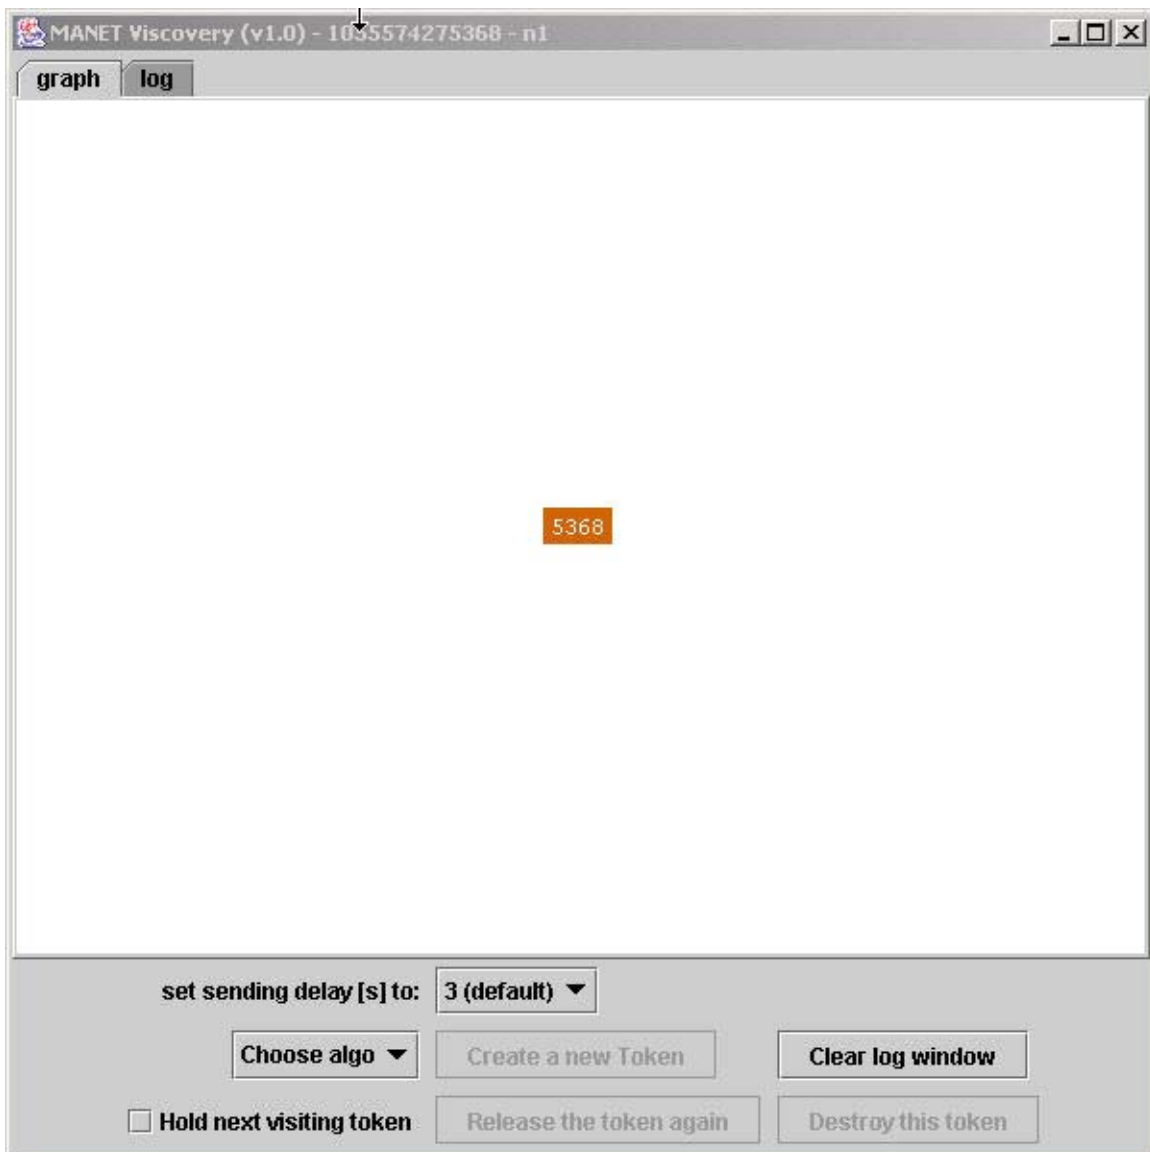 MANET Viscovery (v1.0) - 1055574275368 - n1
graph log
5368
set sending delay [s] to: 3 (default)
Choose algo Create a new Token Clear log window
Hold next visiting token Release the token again Destroy this token